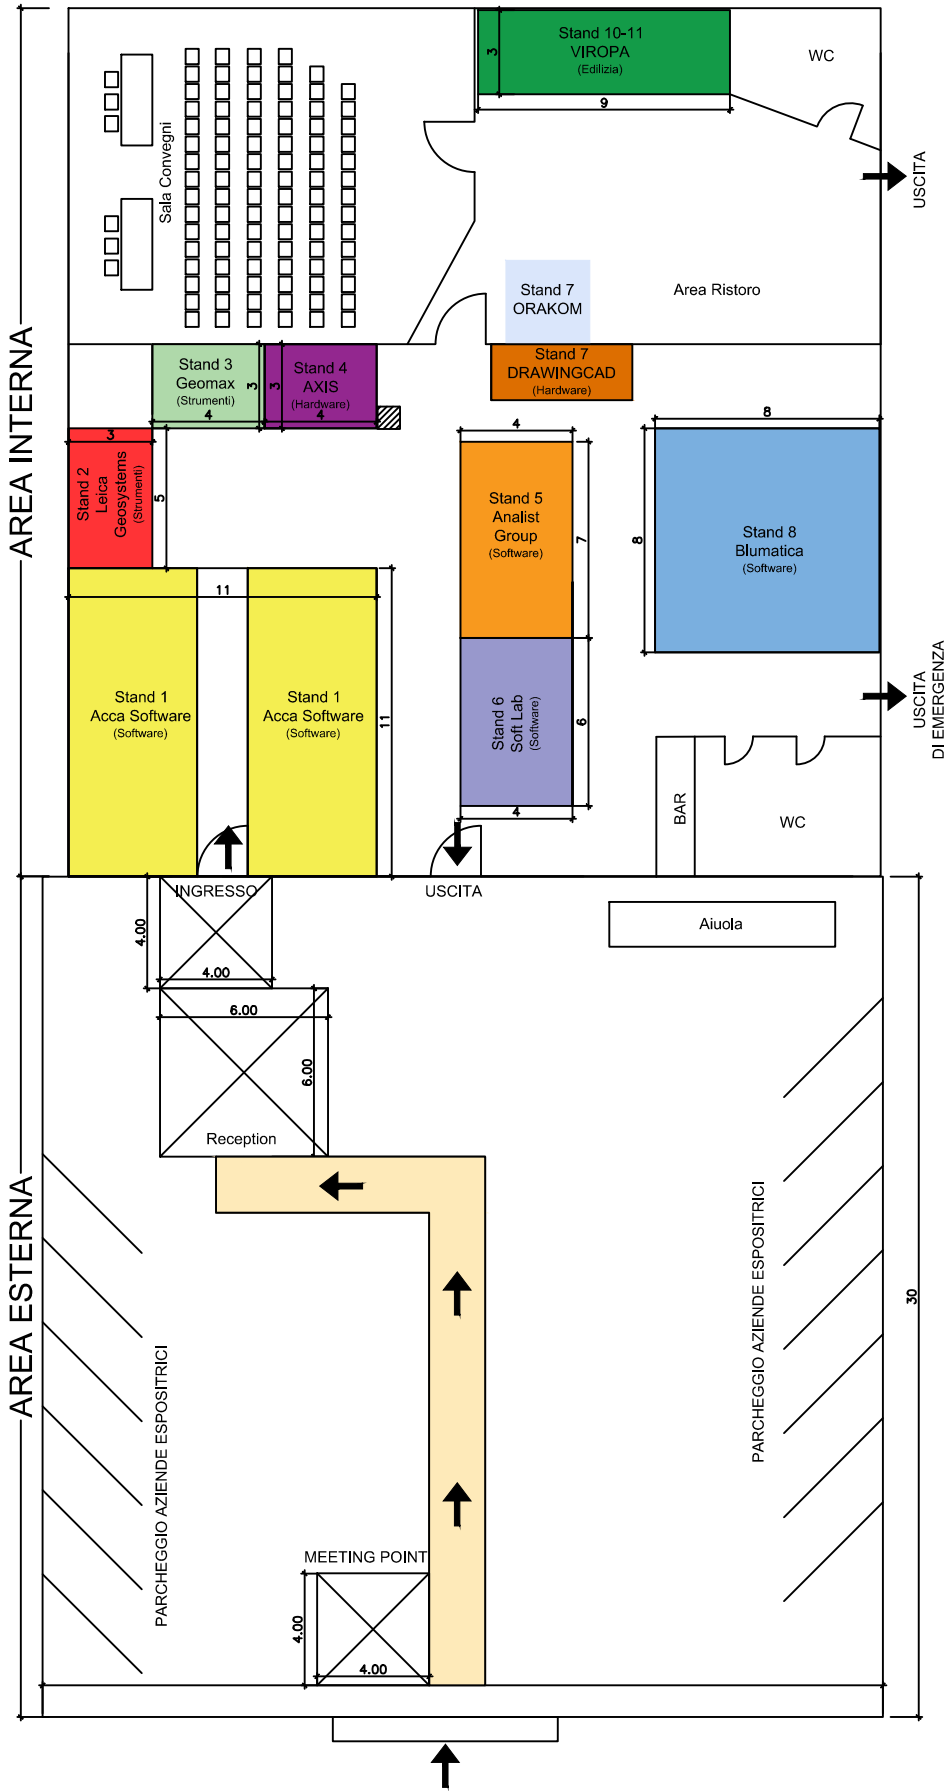 Stand 10-11
VIROPA
(Edilizia)
3
9
WC
USCITA
Sala Convegni
Stand 7
ORAKOM
Area Ristoro
AREA INTERNA
Stand 3
Geomax
(Strumenti)
4
3
Stand 4
AXIS
(Hardware)
4
3
Stand 7
DRAWINGCAD
(Hardware)
Stand 2
Leica
Geosystems
(Strumenti)
3
5
4
Stand 5
Analist
Group
(Software)
7
8
8
Stand 8
Blumatica
(Software)
11
Stand 1
Acca Software
(Software)
Stand 1
Acca Software
(Software)
11
Stand 6
Soft Lab
(Software)
6
4
USCITA
DI EMERGENZA
BAR
WC
INGRESSO
USCITA
Aiuola
4.00
4.00
6.00
6.00
Reception
AREA ESTERNA
PARCHEGGIO AZIENDE ESPOSITRICI
PARCHEGGIO AZIENDE ESPOSITRICI
30
MEETING POINT
4.00
4.00